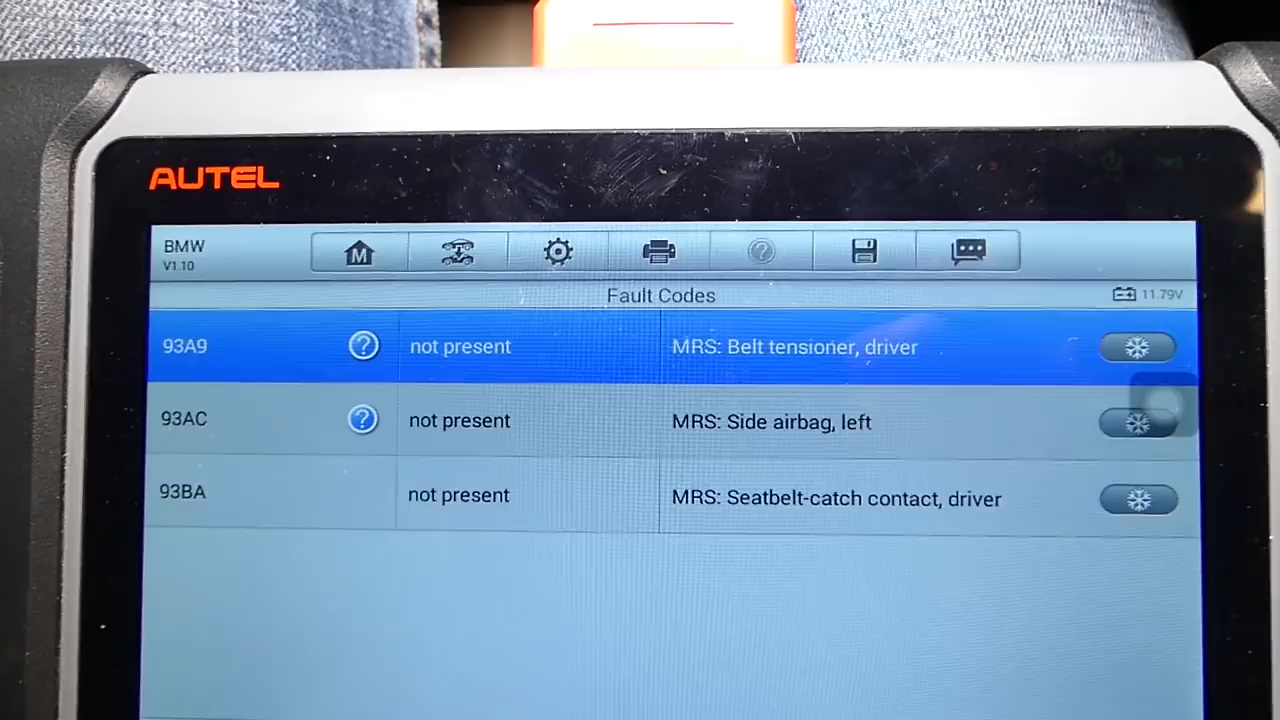 AUTEL
BMW
V1.10
M
Fault Codes
11.79V
93A9 ? not present MRS: Belt tensioner, driver
93AC ? not present MRS: Side airbag, left
93BA not present MRS: Seatbelt-catch contact, driver